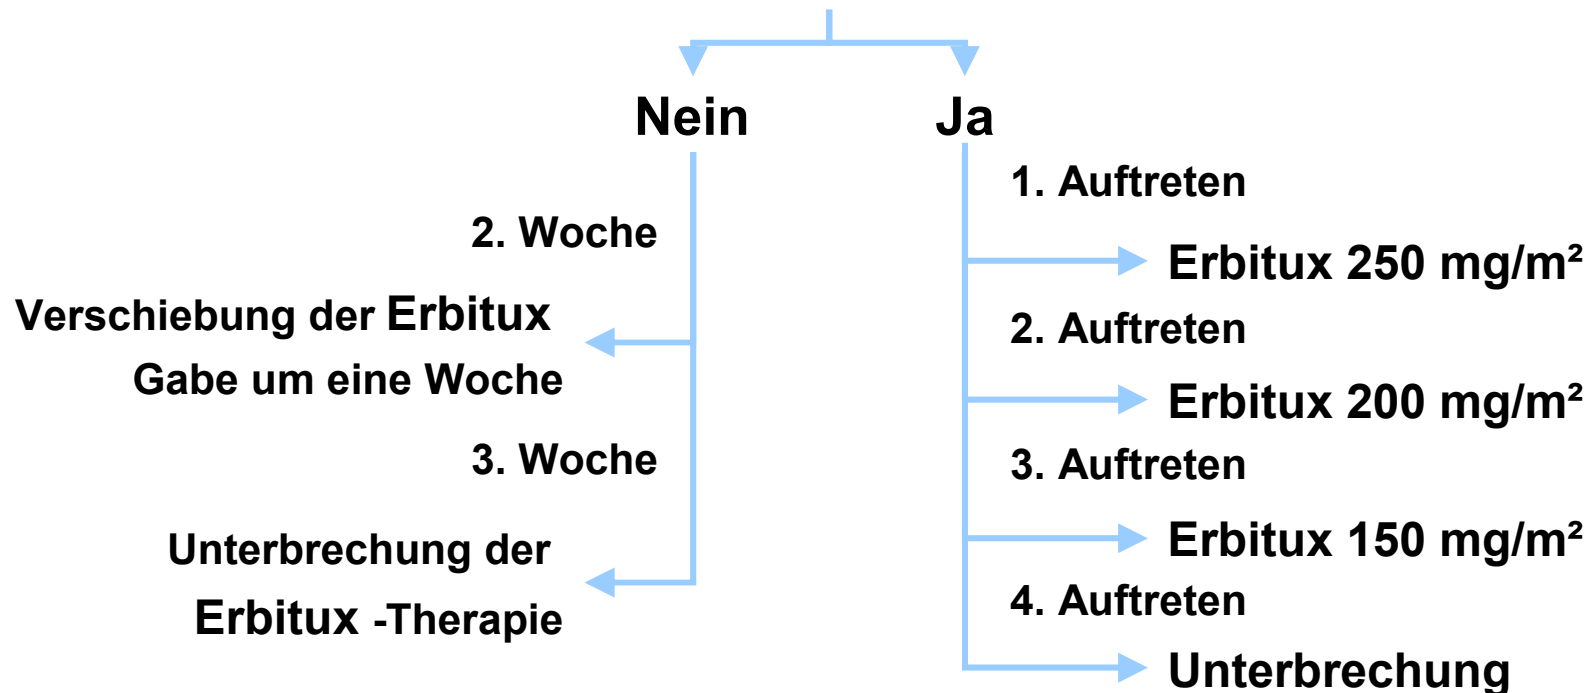 Nein
2. Woche
Verschiebung der Erbitux
Gabe um eine Woche
3. Woche
Unterbrechung der
Erbitux -Therapie
Ja
1. Auftreten
Erbitux 250 mg/m²
2. Auftreten
Erbitux 200 mg/m²
3. Auftreten
Erbitux 150 mg/m²
4. Auftreten
Unterbrechung